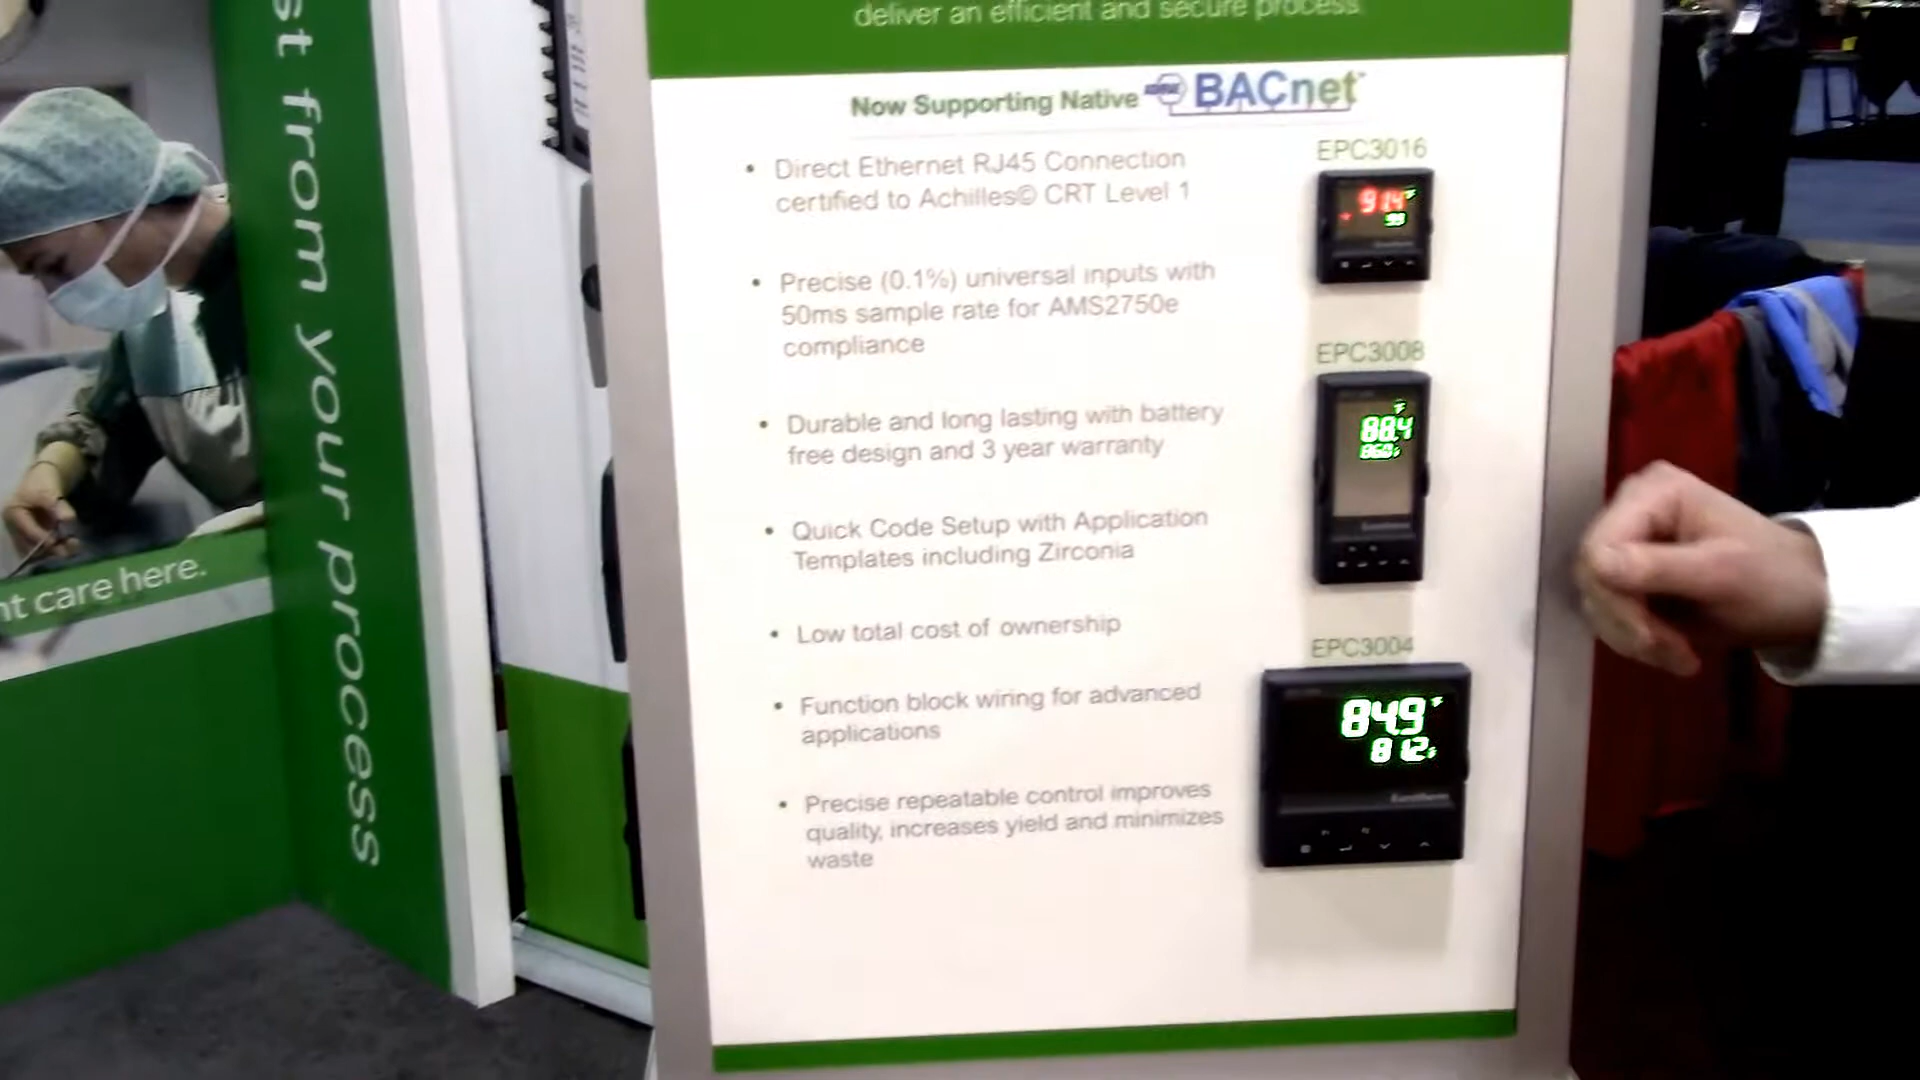 st from your process
nt care here.
deliver an efficient and secure process.
Now Supporting Native BACnet
• Direct Ethernet RJ45 Connection
certified to Achilles© CRT Level 1
• Precise (0.1%) universal inputs with
50ms sample rate for AMS2750e
compliance
• Durable and long lasting with battery
free design and 3 year warranty
• Quick Code Setup with Application
Templates including Zirconia
• Low total cost of ownership
• Function block wiring for advanced
applications
• Precise repeatable control improves
quality, increases yield and minimizes
waste
EPC3016
91.4
EPC3008
88.4
EPC3004
84.9